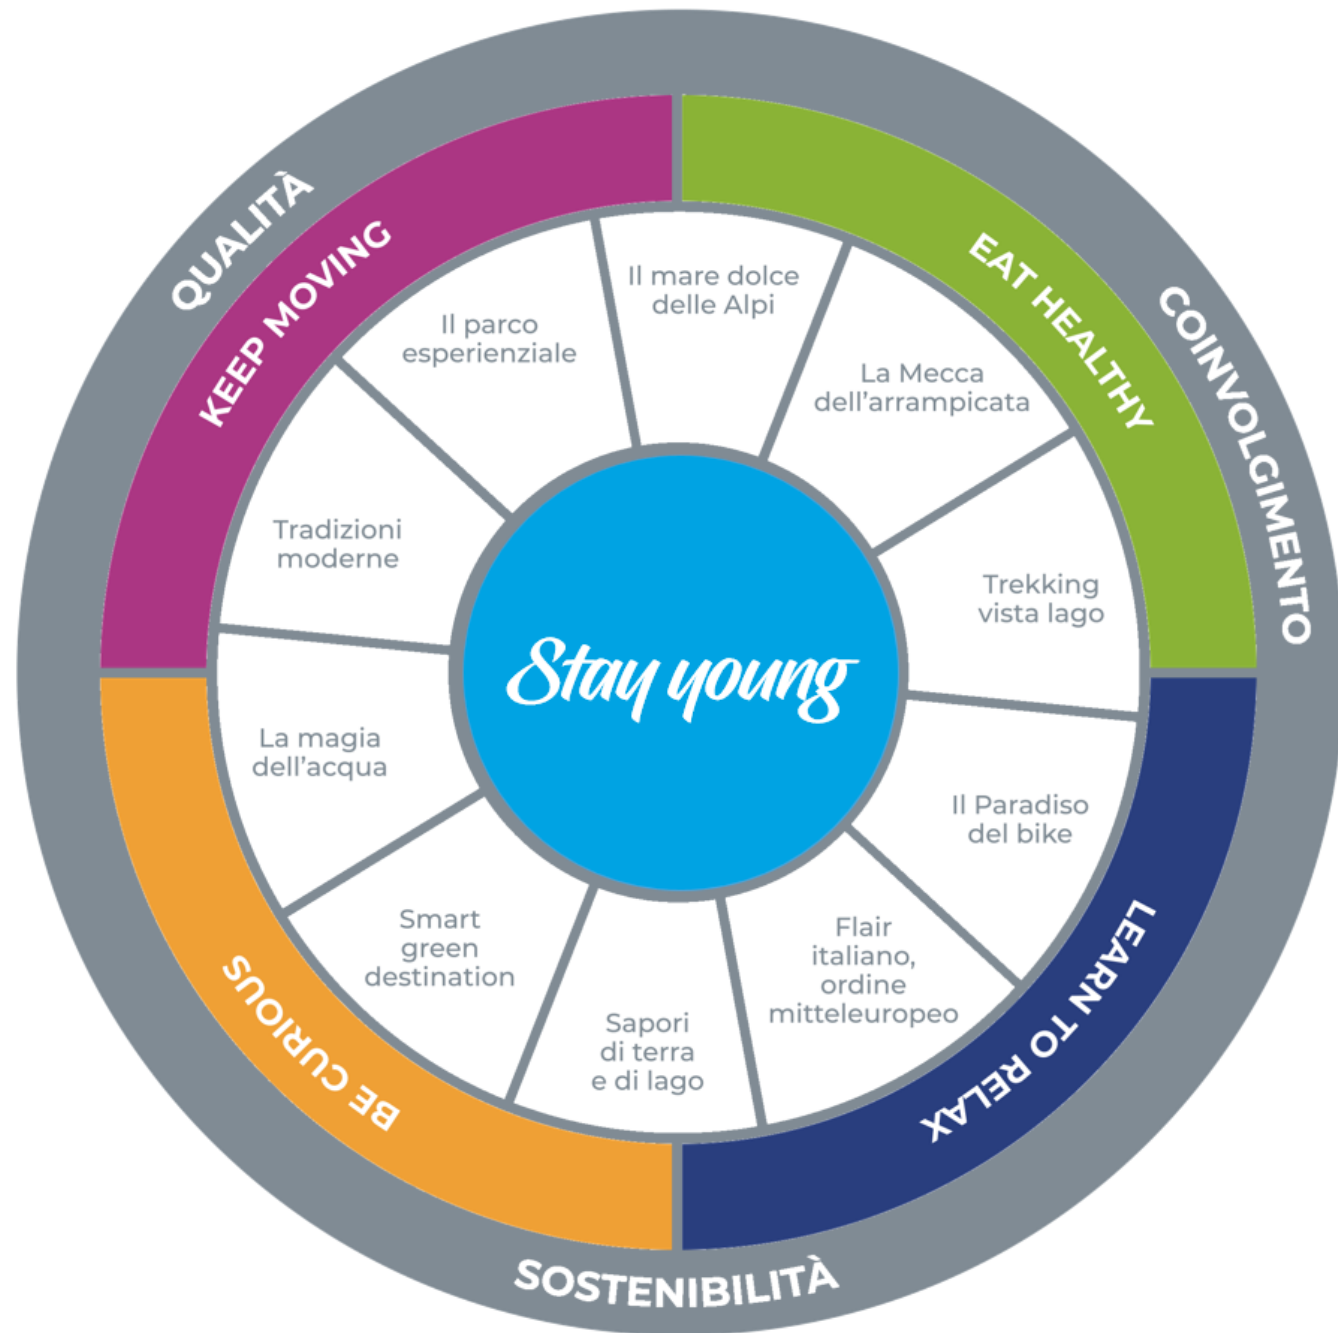 QUALITÀ
COINVOLGIMENTO
SOSTENIBILITÀ
KEEP MOVING
EAT HEALTHY
LEARN TO RELAX
BE CURIOUS
Il mare dolce
delle Alpi
La Mecca
dell'arrampicata
Trekking
vista lago
Il Paradiso
del bike
Flair
italiano,
ordine
mitteleuropeo
Sapori
di terra
e di lago
Smart
green
destination
La magia
dell'acqua
Tradizioni
moderne
Il parco
esperienziale
Stay young